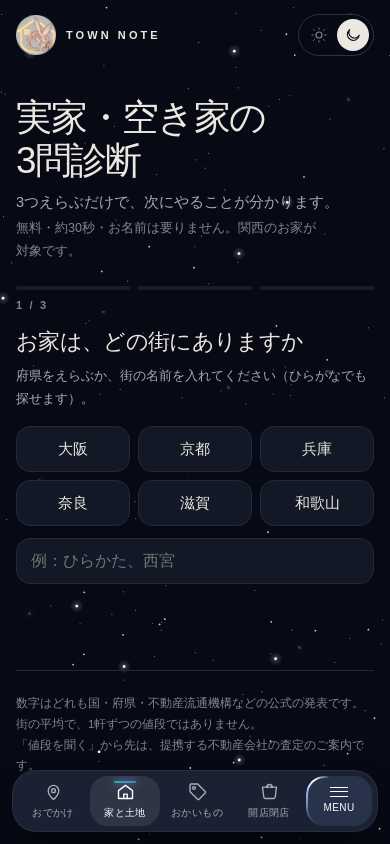 TOWN NOTE
実家・空き家の
3問診断
3つえらぶだけで、次にやることが分かります。
無料・約30秒・お名前は要りません。関西のお家が
対象です。
1 / 3
お家は、どの街にありますか
府県をえらぶか、街の名前を入れてください（ひらがなでも
探せます）。
大阪
京都
兵庫
奈良
滋賀
和歌山
例：ひらかた、西宮
数字はどれも国・府県・不動産流通機構などの公式の発表です。
街の平均で、1軒ずつの値段ではありません。
「値段を聞く」から先は、提携する不動産会社の査定のご案内で
す。
おでかけ
家と土地
おかいもの
開店閉店
MENU